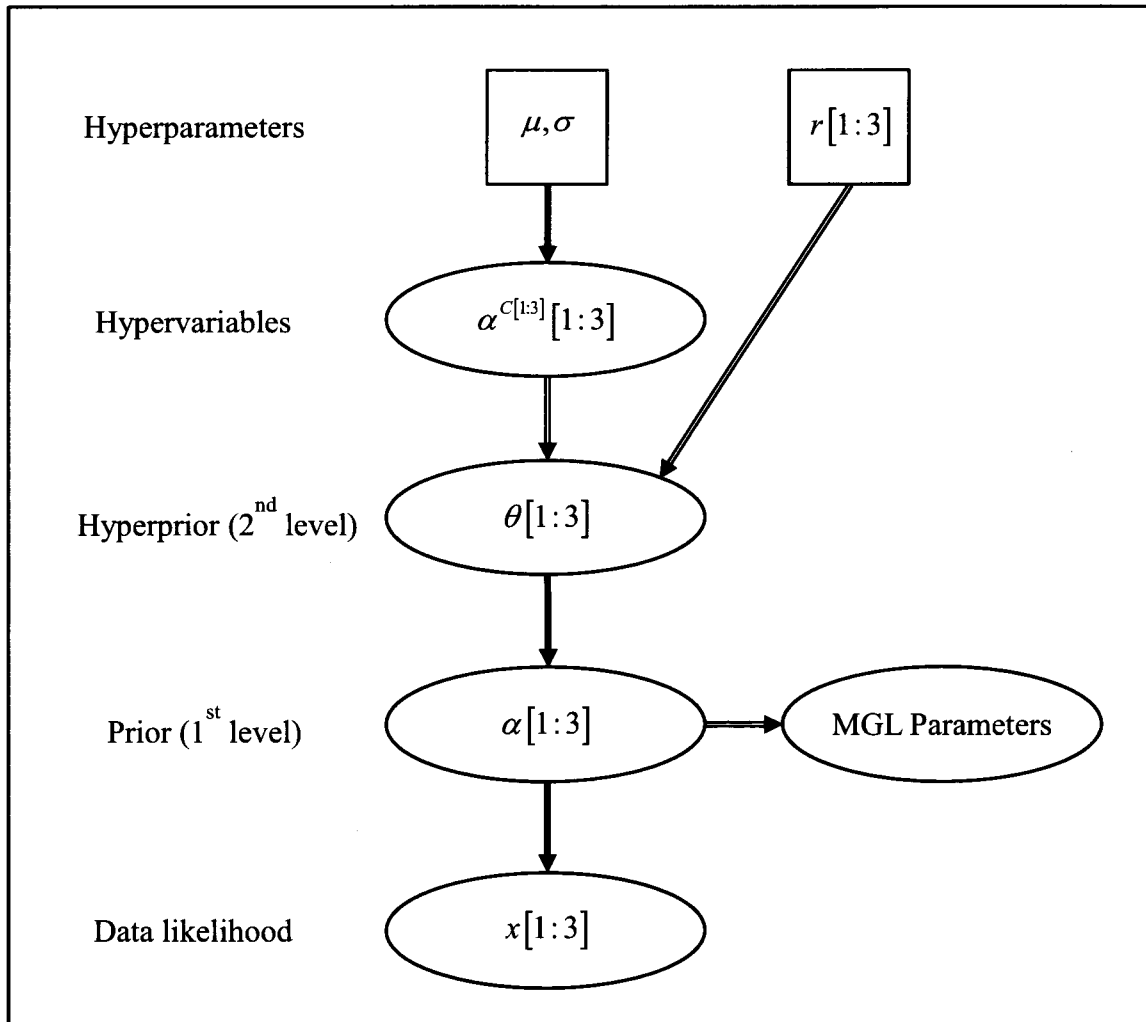 Hyperparameters
μ, σ
r[1:3]
Hypervariables
α^{C[1:3]}[1:3]
Hyperprior (2^{nd} level)
θ[1:3]
Prior (1^{st} level)
α[1:3]
MGL Parameters
Data likelihood
x[1:3]